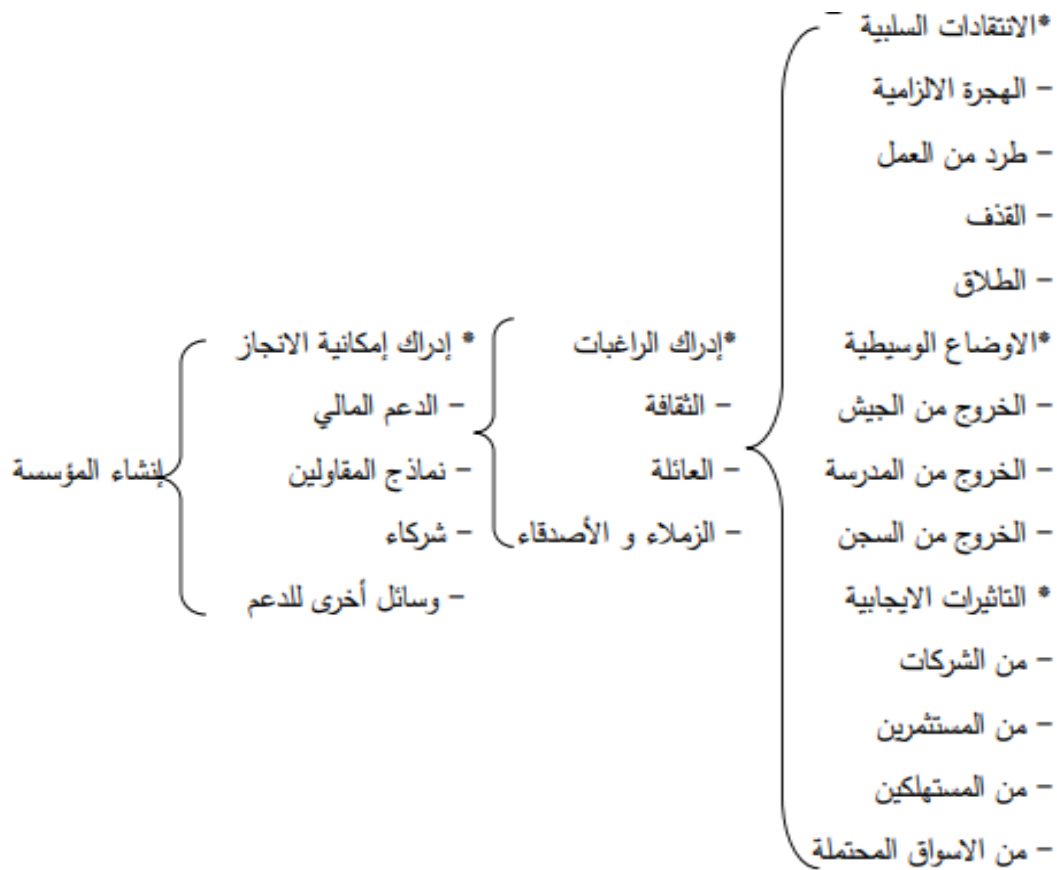 *الانتقادات السلبية
– الهجرة الالزامية
– طرد من العمل
– القذف
– الطلاق
*الاوضاع الوسيطية
– الخروج من الجيش
– الخروج من المدرسة
– الخروج من السجن
* التاثيرات الايجابية
– من الشركات
– من المستثمرين
– من المستهلكين
– من الاسواق المحتملة
*إدراك الراغبات
– الثقافة
– العائلة
– الزملاء و الأصدقاء
* إدراك إمكانية الانجاز
– الدعم المالي
– نماذج المقاولين
– شركاء
– وسائل أخرى للدعم
إنشاء المؤسسة